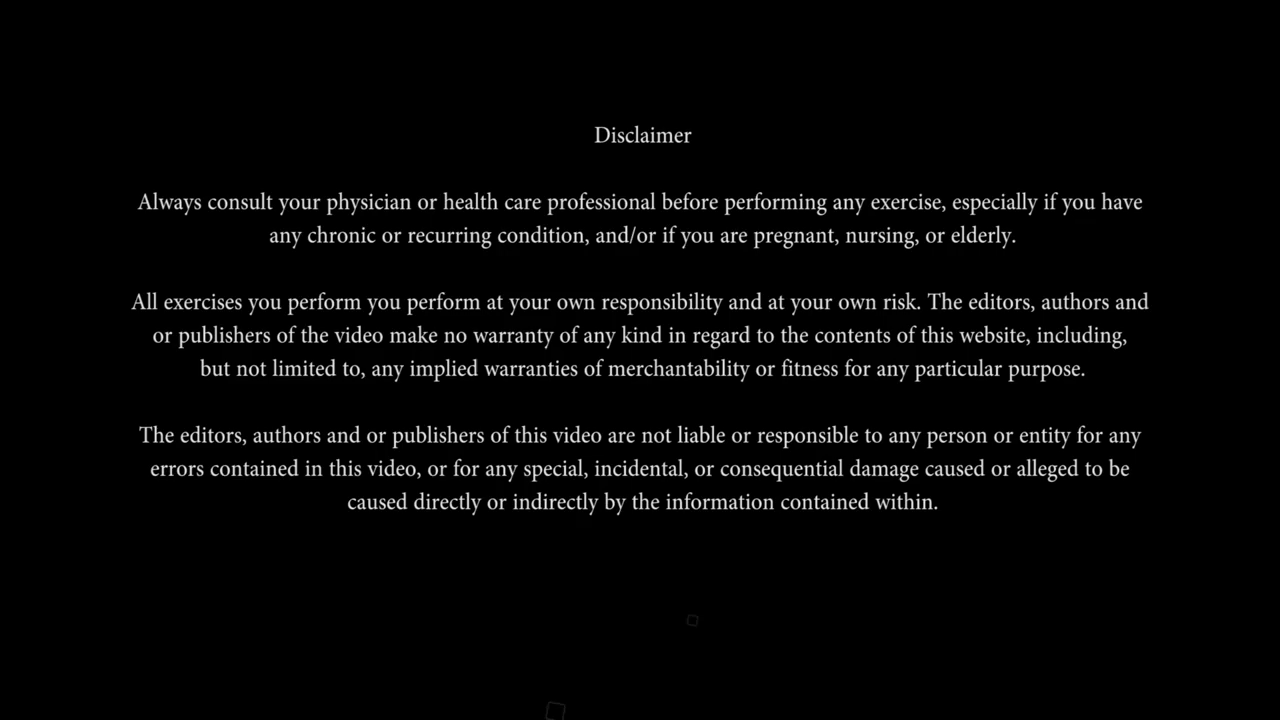 Disclaimer
Always consult your physician or health care professional before performing any exercise, especially if you have
any chronic or recurring condition, and/or if you are pregnant, nursing, or elderly.
All exercises you perform you perform at your own responsibility and at your own risk. The editors, authors and
or publishers of the video make no warranty of any kind in regard to the contents of this website, including,
but not limited to, any implied warranties of merchantability or fitness for any particular purpose.
The editors, authors and or publishers of this video are not liable or responsible to any person or entity for any
errors contained in this video, or for any special, incidental, or consequential damage caused or alleged to be
caused directly or indirectly by the information contained within.